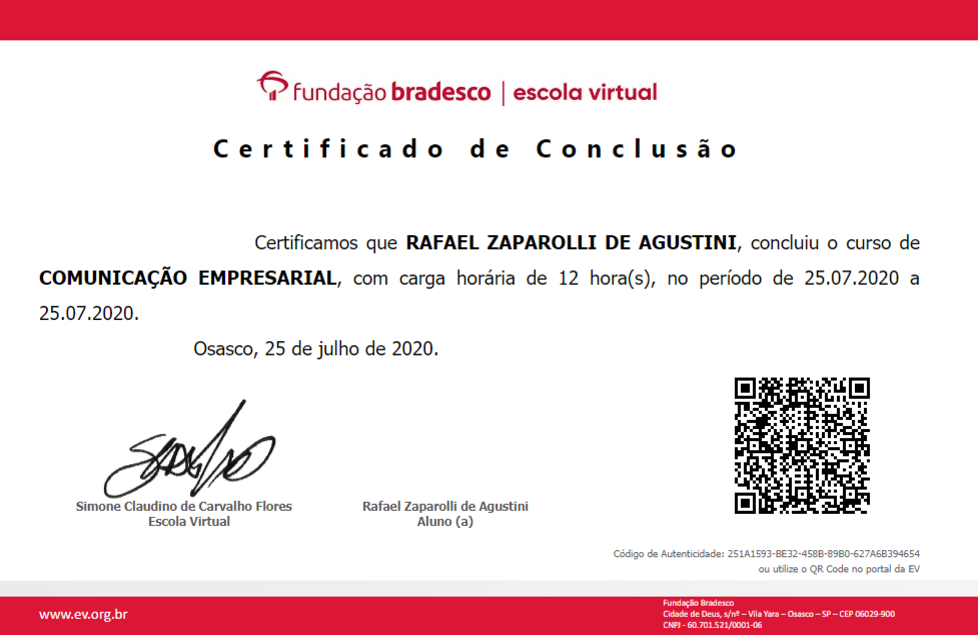 fundação bradesco | escola virtual
Certificado de Conclusão
Certificamos que RAFAEL ZAPAROLLI DE AGUSTINI, concluiu o curso de
COMUNICAÇÃO EMPRESARIAL, com carga horária de 12 hora(s), no período de 25.07.2020 a
25.07.2020.
Osasco, 25 de julho de 2020.
Simone Claudino de Carvalho Flores
Escola Virtual
Rafael Zaparolli de Agustini
Aluno (a)
Código de Autenticidade: 251A1593-BE32-458B-89B0-627A6B394654
ou utilize o QR Code no portal da EV
www.ev.org.br
Fundação Bradesco
Cidade de Deus, s/nº – Vila Yara – Osasco – SP – CEP 06029-900
CNPJ - 60.701.521/0001-06